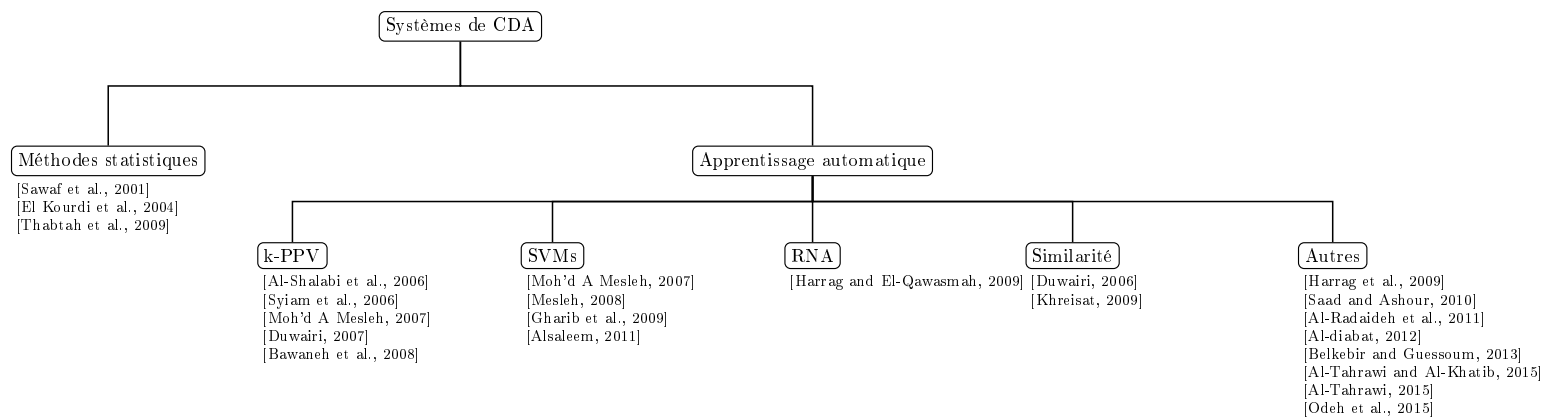 Systèmes de CDA
Méthodes statistiques
[Sawaf et al., 2001]
[El Kourdi et al., 2004]
[Thabtah et al., 2009]
Apprentissage automatique
k-PPV
[Al-Shalabi et al., 2006]
[Syiam et al., 2006]
[Moh'd A Mesleh, 2007]
[Duwairi, 2007]
[Bawaneh et al., 2008]
SVMs
[Moh'd A Mesleh, 2007]
[Mesleh, 2008]
[Gharib et al., 2009]
[Alsaleem, 2011]
RNA
[Harrag and El-Qawasmah, 2009]
Similarité
[Duwairi, 2006]
[Khreisat, 2009]
Autres
[Harrag et al., 2009]
[Saad and Ashour, 2010]
[Al-Radaideh et al., 2011]
[Al-diabat, 2012]
[Belkebir and Guessoum, 2013]
[Al-Tahrawi and Al-Khatib, 2015]
[Al-Tahrawi, 2015]
[Odeh et al., 2015]